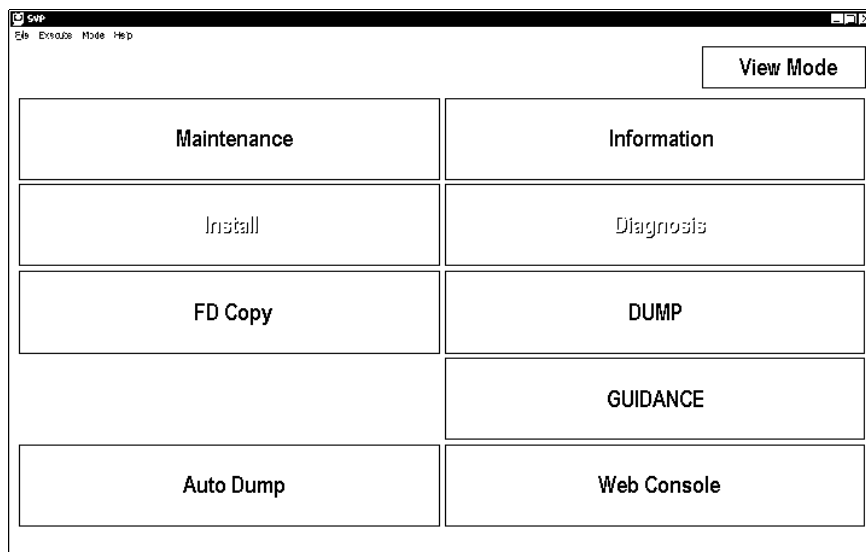 SVP
File Execute Mode Help
View Mode
Maintenance Information
Install Diagnosis
FD Copy DUMP
GUIDANCE
Auto Dump Web Console